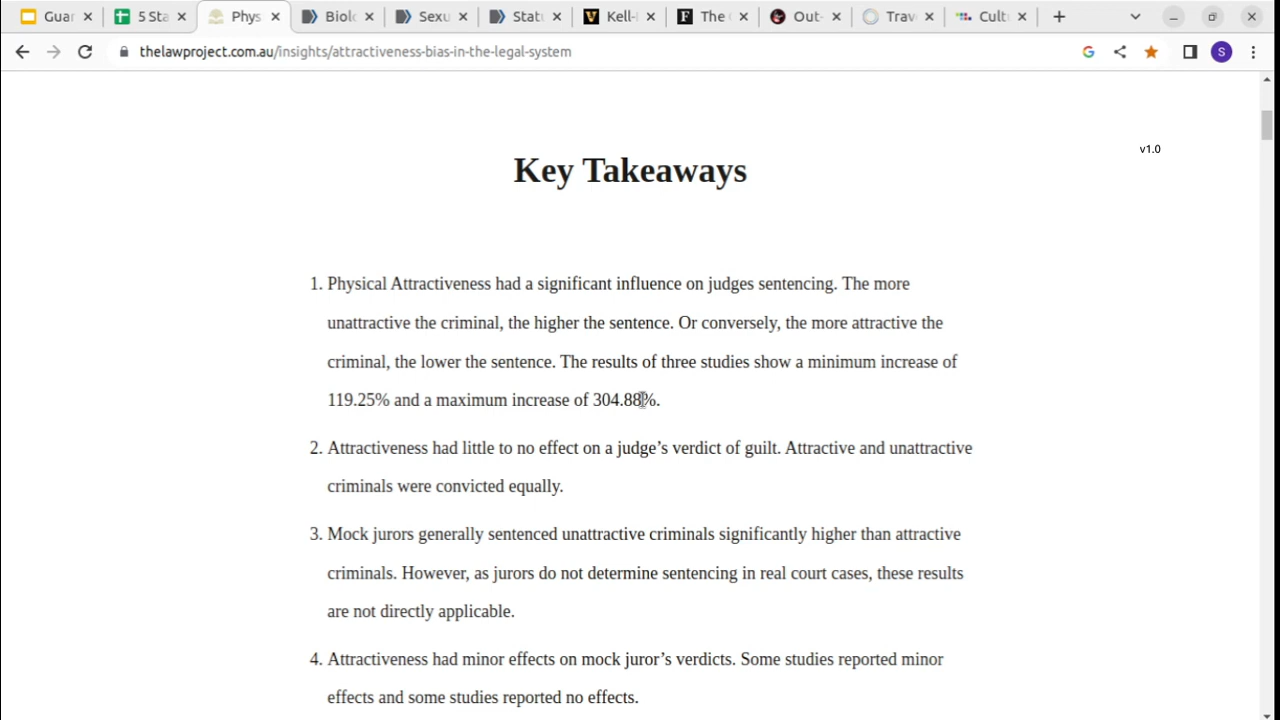 Guar
5 Sta
Phys
Biolo
Sexu
Statu
Kell-
The
Out-
Trav
Cult
thelawproject.com.au/insights/attractiveness-bias-in-the-legal-system
G
S
v1.0
Key Takeaways
1. Physical Attractiveness had a significant influence on judges sentencing. The more
unattractive the criminal, the higher the sentence. Or conversely, the more attractive the
criminal, the lower the sentence. The results of three studies show a minimum increase of
119.25% and a maximum increase of 304.88%.
2. Attractiveness had little to no effect on a judge’s verdict of guilt. Attractive and unattractive
criminals were convicted equally.
3. Mock jurors generally sentenced unattractive criminals significantly higher than attractive
criminals. However, as jurors do not determine sentencing in real court cases, these results
are not directly applicable.
4. Attractiveness had minor effects on mock juror’s verdicts. Some studies reported minor
effects and some studies reported no effects.